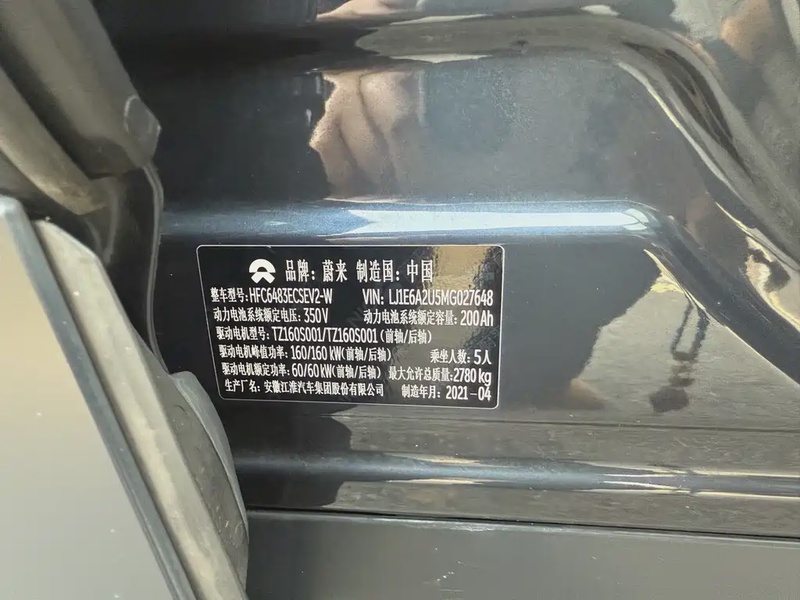 品牌：蔚来 制造国：中国
整车型号：HFC6483ECSEV2-W VIN: LJ1E6A2U5MG027648
动力电池系统额定电压：350V 动力电池系统额定容量：200Ah
驱动电机型号：TZ160S001/TZ160S001（前轴/后轴）
驱动电机峰值功率：160/160 kW(前轴/后轴) 乘坐人数：5人
驱动电机额定功率：60/60 kW(前轴/后轴) 最大允许总质量：2780kg
生产厂名：安徽江淮汽车集团股份有限公司 制造年月：2021-04